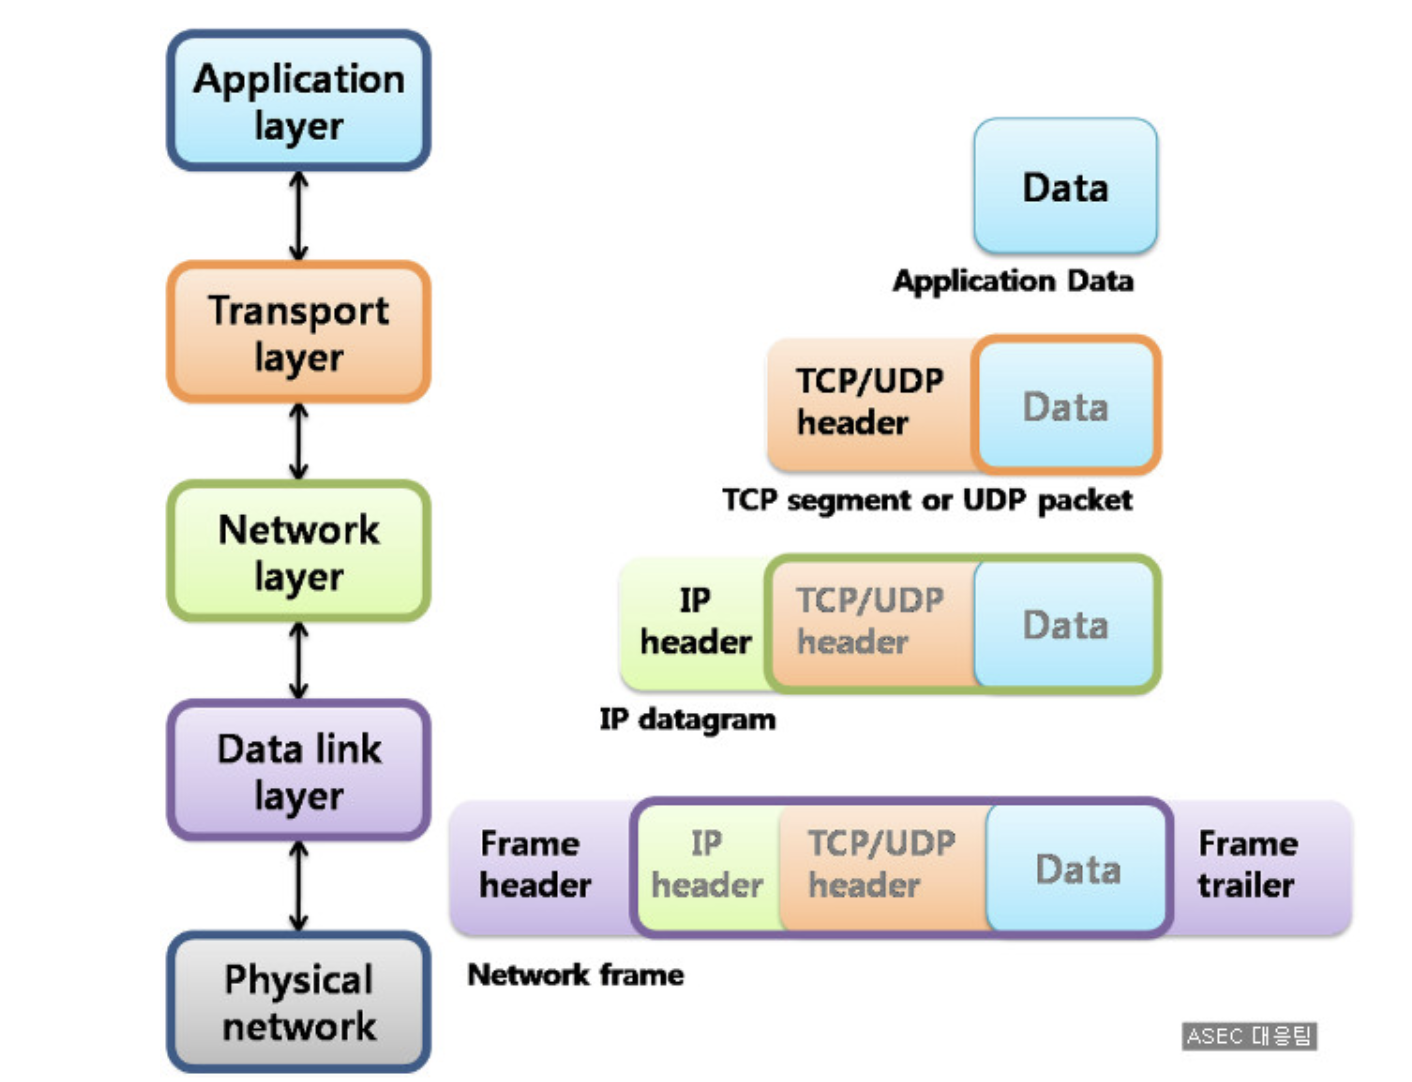 Application
layer
Transport
layer
Network
layer
Data link
layer
Physical
network
Data
Application Data
TCP/UDP
header
Data
TCP segment or UDP packet
IP
header
TCP/UDP
header
Data
IP datagram
Frame
header
IP
header
TCP/UDP
header
Data
Frame
trailer
Network frame
ASEC 대응팀